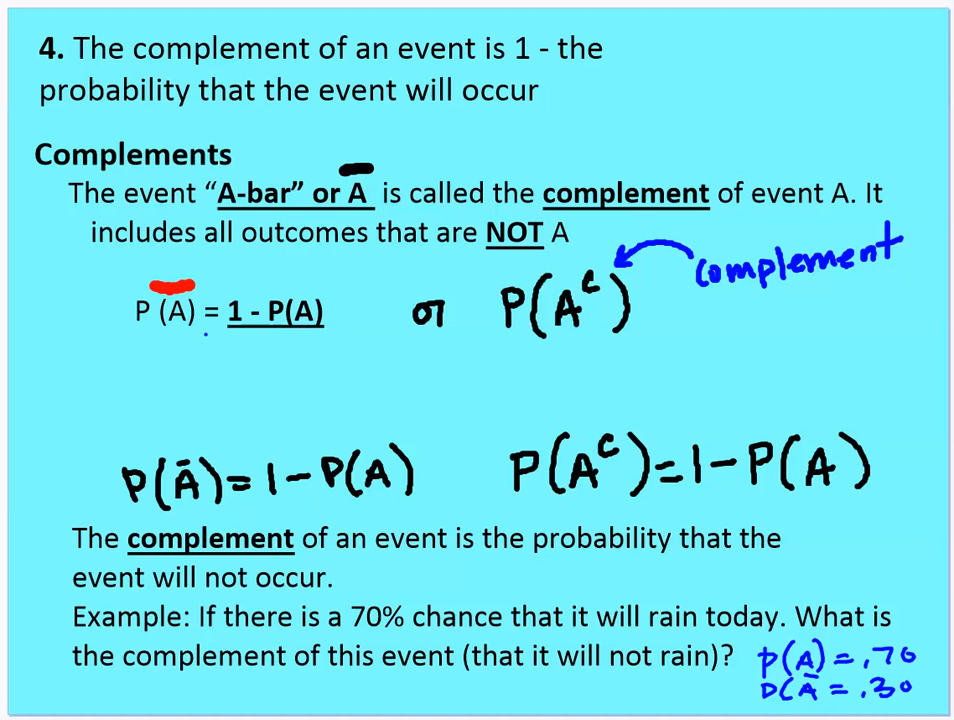 4. The complement of an event is 1 - the
probability that the event will occur
Complements
The event “A-bar” or A̅ is called the complement of event A. It
includes all outcomes that are NOT A
complement
P (A̅) = 1 - P(A) or P(Aᶜ)
P(A̅) = 1 - P(A) P(Aᶜ) = 1 - P(A)
The complement of an event is the probability that the
event will not occur.
Example: If there is a 70% chance that it will rain today. What is
the complement of this event (that it will not rain)?
P(A) = .70
P(A̅ = .30